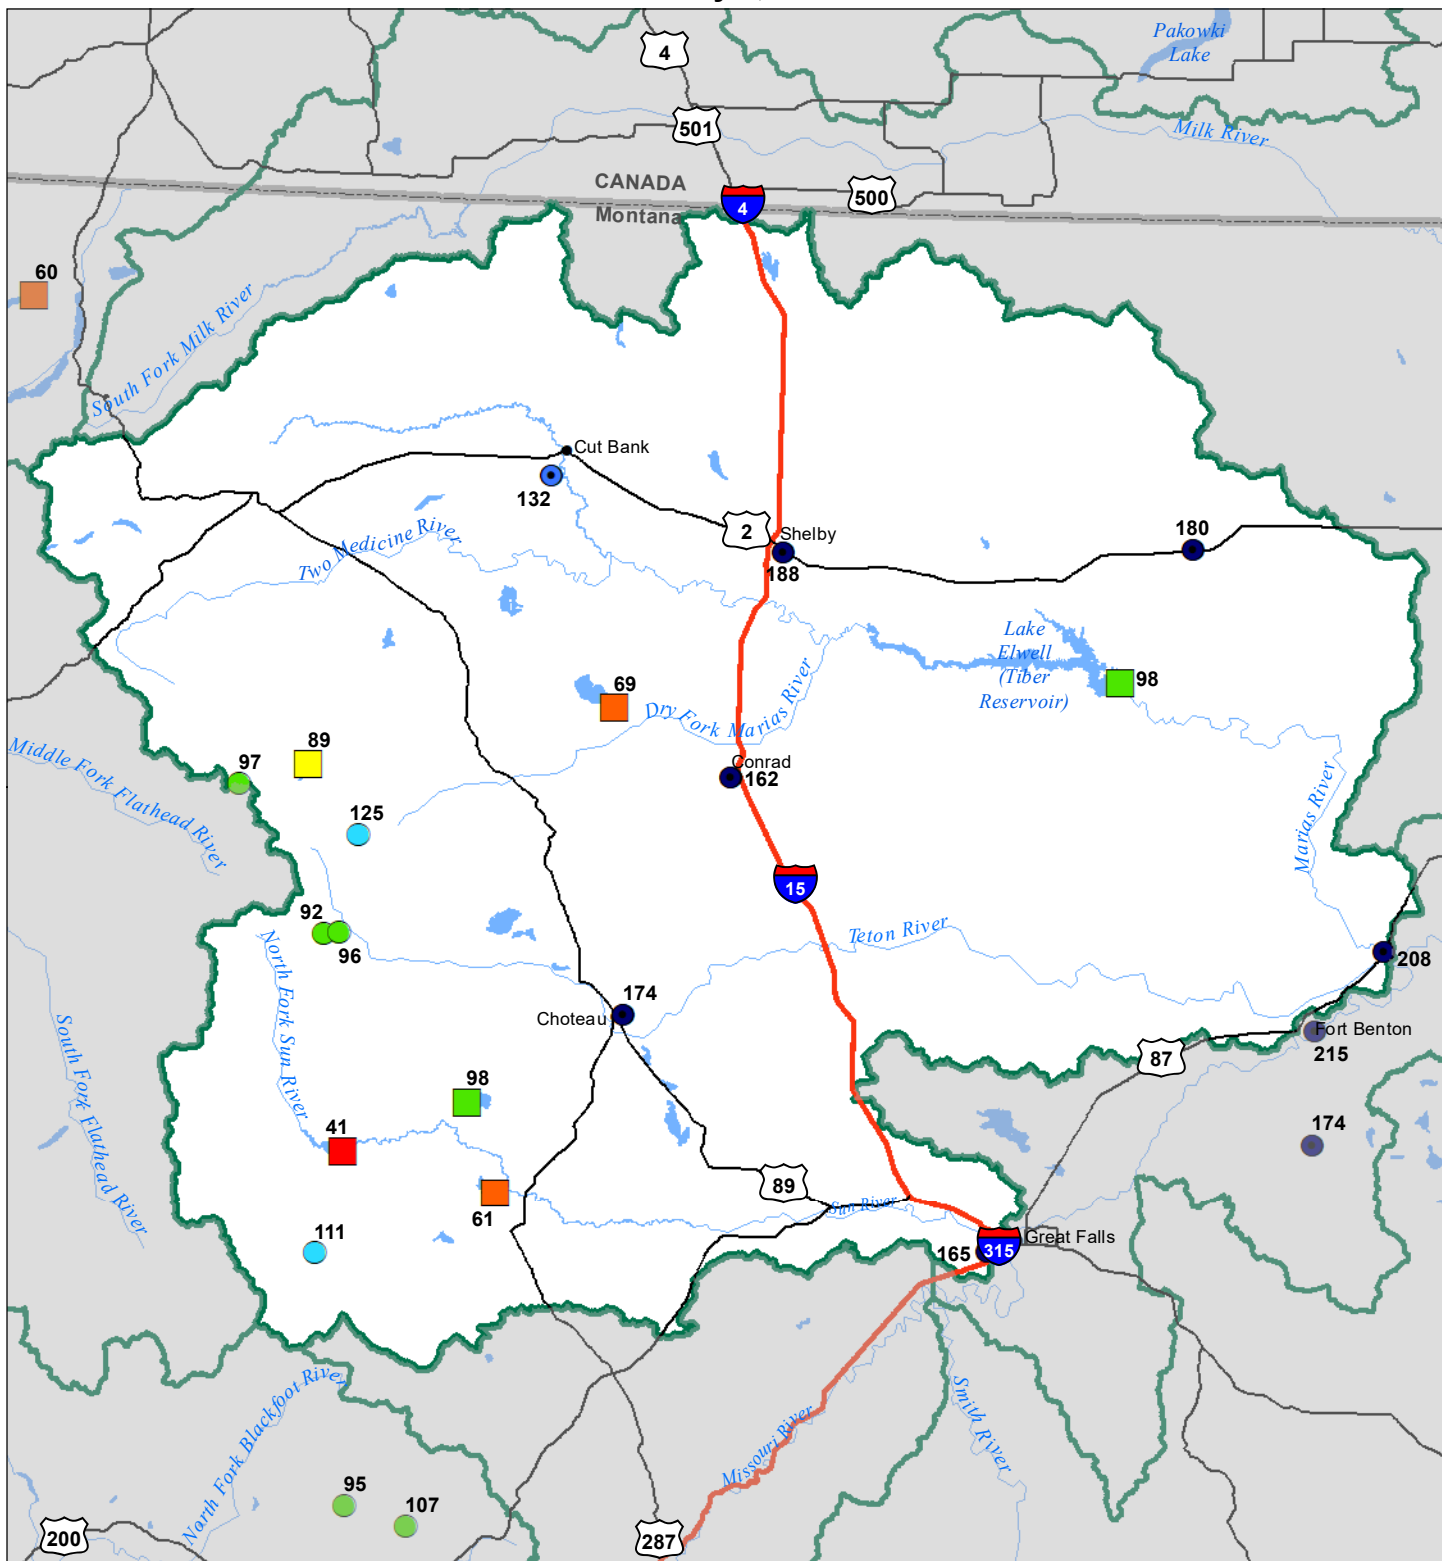 Pakowki
Lake
4
501
Milk River
CANADA
500
4
Montana
60
South Fork Milk River
Cut Bank
132
2
Shelby
180
188
Two Medicine River
Lake
Elwell
(Tiber
Reservoir)
98
69
Dry Fork Marias River
Middle Fork Flathead River
89
97
Conrad
162
125
Marias River
15
92
96
Teton River
208
North Fork Sun River
174
Choteau
Fort Benton
215
87
South Fork Flathead River
98
174
41
89
61
Sun River
111
165
315
Great Falls
North Fork Blackfoot River
Missouri River
Smith River
95
107
200
287